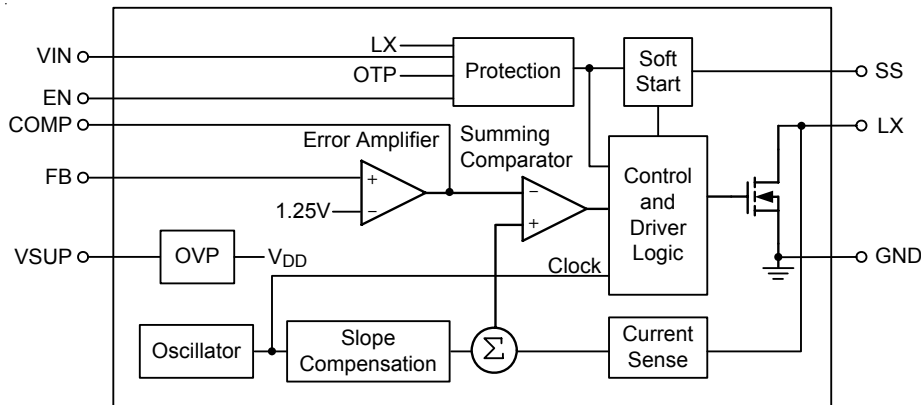 VIN
EN
COMP
FB
VSUP
LX
OTP
Protection
Soft
Start
SS
LX
GND
Error Amplifier
+
−
1.25V
Summing
Comparator
−
+
Control
and
Driver
Logic
OVP
VDD
Clock
Oscillator
Slope
Compensation
Σ
Current
Sense